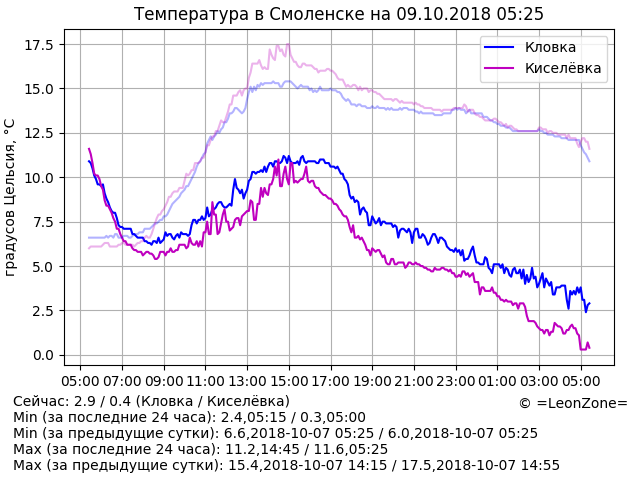 Температура в Смоленске на 09.10.2018 05:25
градусов Цельсия, °C
17.5
15.0
12.5
10.0
7.5
5.0
2.5
0.0
Кловка
Киселёвка
05:00 07:00 09:00 11:00 13:00 15:00 17:00 19:00 21:00 23:00 01:00 03:00 05:00
Сейчас: 2.9 / 0.4 (Кловка / Киселёвка)
© =LeonZone=
Min (за последние 24 часа): 2.4,05:15 / 0.3,05:00
Min (за предыдущие сутки): 6.6,2018-10-07 05:25 / 6.0,2018-10-07 05:25
Max (за последние 24 часа): 11.2,14:45 / 11.6,05:25
Max (за предыдущие сутки): 15.4,2018-10-07 14:15 / 17.5,2018-10-07 14:55